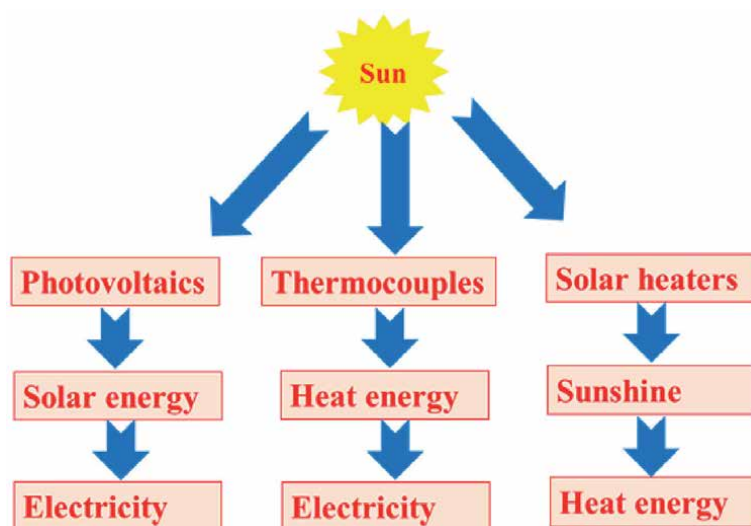 Sun
Photovoltaics
Thermocouples
Solar heaters
Solar energy
Heat energy
Sunshine
Electricity
Electricity
Heat energy